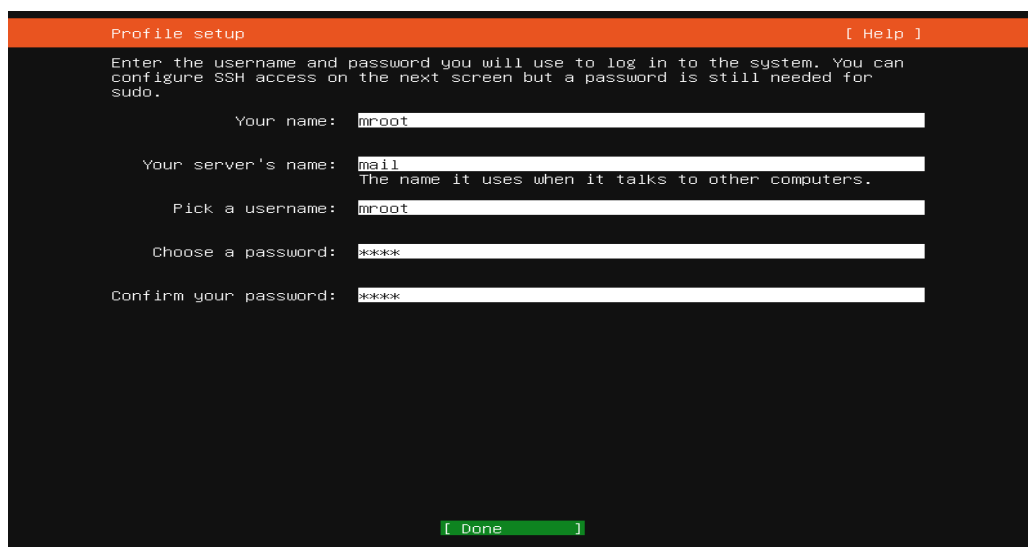 Profile setup [ Help ]
Enter the username and password you will use to log in to the system. You can
configure SSH access on the next screen but a password is still needed for
sudo.
Your name: mroot
Your server's name: mail
The name it uses when it talks to other computers.
Pick a username: mroot
Choose a password: ****
Confirm your password: ****
[ Done ]